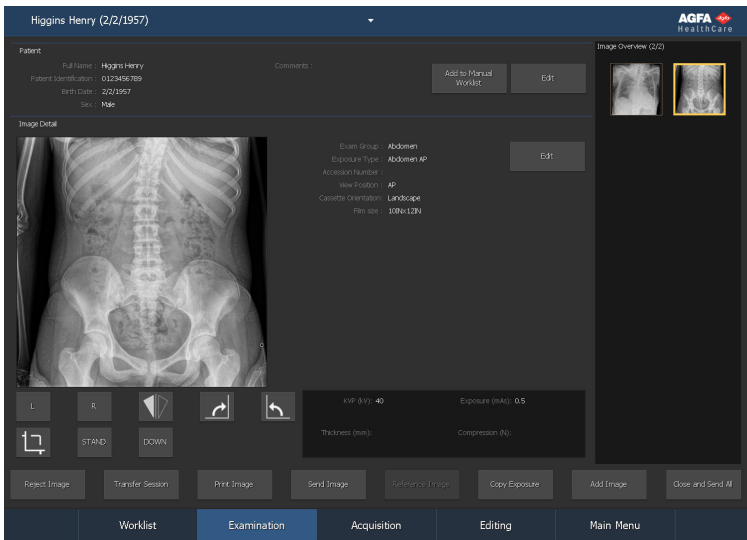 Higgins Henry (2/2/1957)
AGFA
HealthCare
Patient
Full Name : Higgins Henry
Comments :
Patient Identification : 0123456789
Birth Date : 2/2/1957
Sex : Male
Add to Manual
Worklist
Edit
Image Overview (2/2)
Image Detail
Exam Group : Abdomen
Exposure Type : Abdomen AP
Accession Number :
View Position : AP
Cassette Orientation: Landscape
Film size : 10INx12IN
Edit
L
R
STAND
DOWN
KVP (kV): 40
Exposure (mAs): 0.5
Thickness (mm):
Compression (N):
Reject Image
Transfer Session
Print Image
Send Image
Reference Image
Copy Exposure
Add Image
Close and Send All
Worklist
Examination
Acquisition
Editing
Main Menu